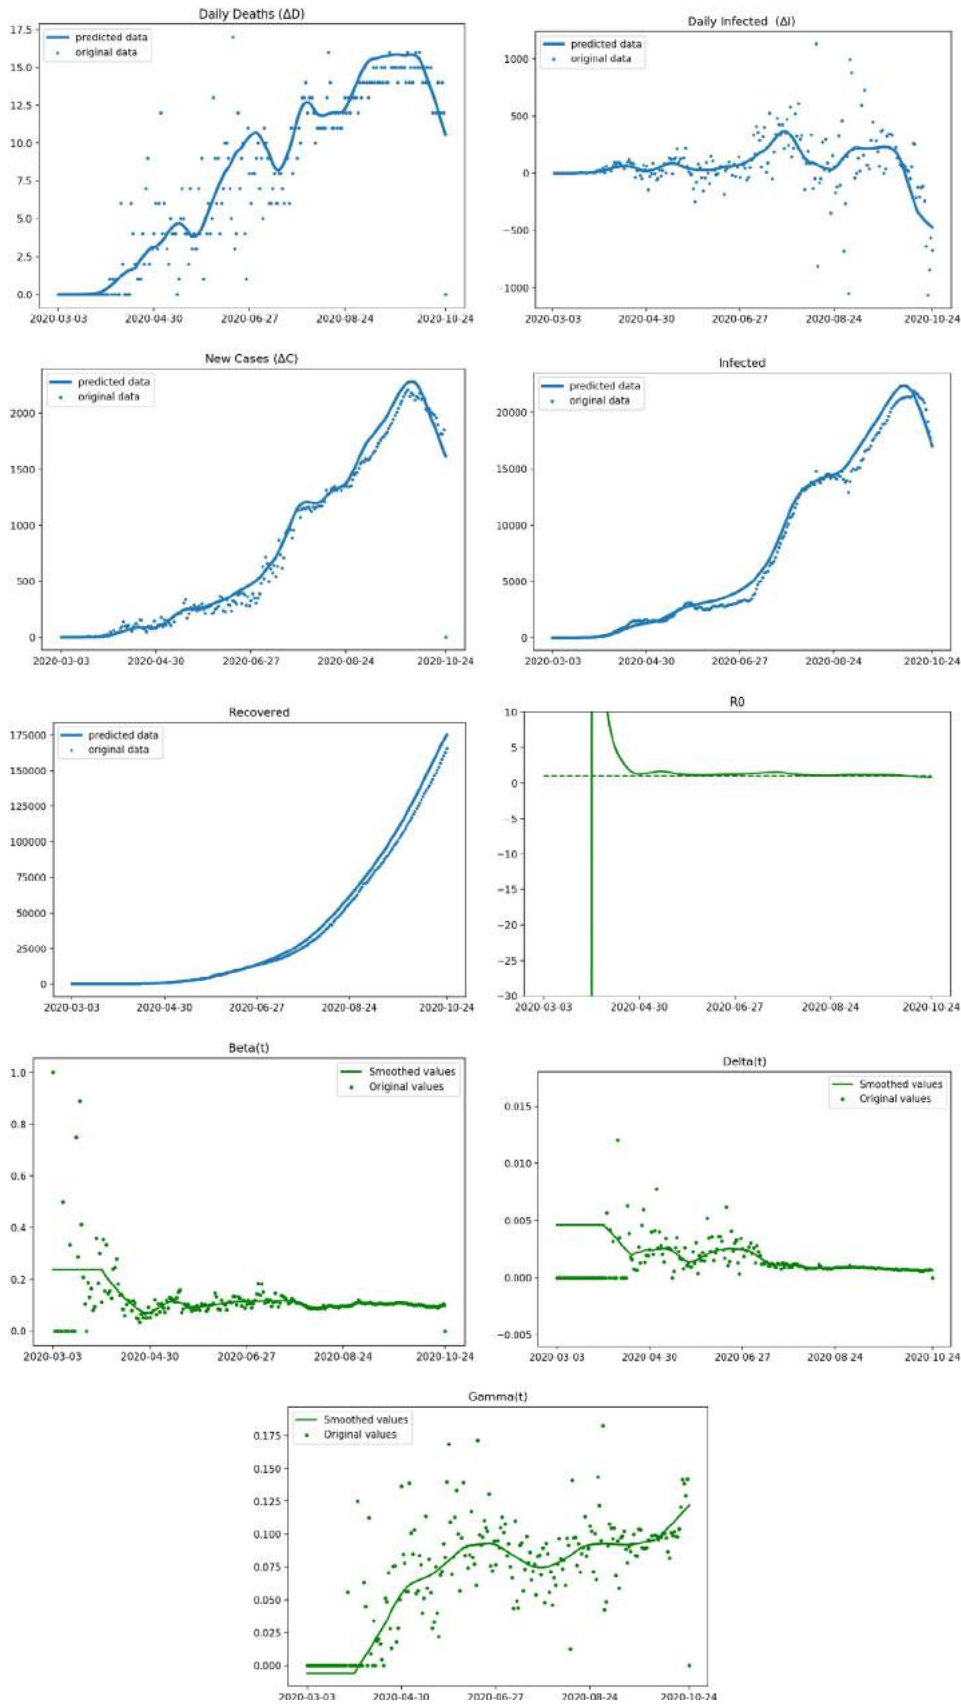 Daily Deaths (ΔD)
17.5
15.0
12.5
10.0
7.5
5.0
2.5
0.0
predicted data
original data
2020-03-03 2020-04-30 2020-06-27 2020-08-24 2020-10-24
Daily Infected (ΔI)
1000
500
0
−500
−1000
predicted data
original data
2020-03-03 2020-04-30 2020-06-27 2020-08-24 2020-10-24
New Cases (ΔC)
2000
1500
1000
500
0
predicted data
original data
2020-03-03 2020-04-30 2020-06-27 2020-08-24 2020-10-24
Infected
20000
15000
10000
5000
0
predicted data
original data
2020-03-03 2020-04-30 2020-06-27 2020-08-24 2020-10-24
Recovered
175000
150000
125000
100000
75000
50000
25000
0
predicted data
original data
2020-03-03 2020-04-30 2020-06-27 2020-08-24 2020-10-24
R0
10
5
0
−5
−10
−15
−20
−25
−30
2020-03-03 2020-04-30 2020-06-27 2020-08-24 2020-10-24
Beta(t)
1.0
0.8
0.6
0.4
0.2
0.0
Smoothed values
Original values
2020-03-03 2020-04-30 2020-06-27 2020-08-24 2020-10-24
Delta(t)
0.015
0.010
0.005
0.000
−0.005
Smoothed values
Original values
2020-03-03 2020-04-30 2020-06-27 2020-08-24 2020-10-24
Gamma(t)
0.175
0.150
0.125
0.100
0.075
0.050
0.025
0.000
Smoothed values
Original values
2020-03-03 2020-04-30 2020-06-27 2020-08-24 2020-10-24